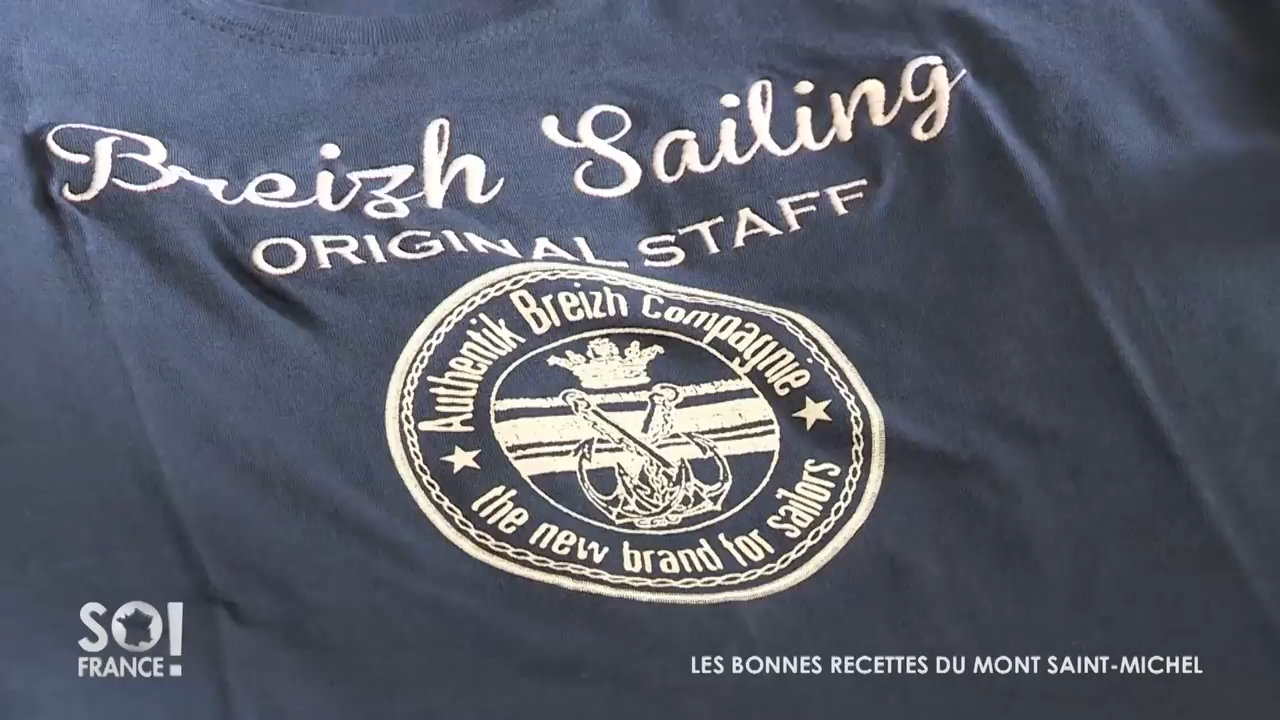 Breizh Sailing
ORIGINAL STAFF
Authentik Breizh Compagnie
the new brand for sailors
SO!
FRANCE
LES BONNES RECETTES DU MONT SAINT-MICHEL